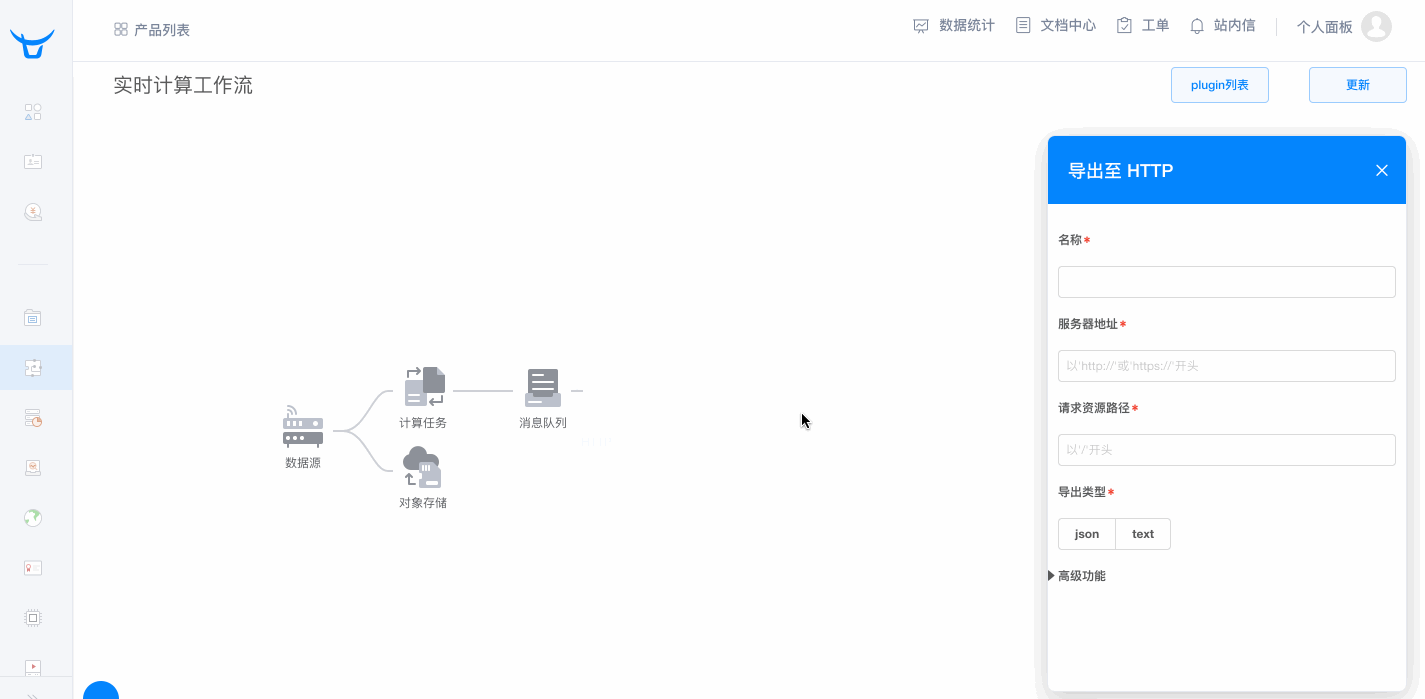 产品列表
数据统计
文档中心
工单
站内信
个人面板
实时计算工作流
plugin列表
更新
导出至 HTTP
名称*
服务器地址*
以'http://'或'https://'开头
请求资源路径*
以'/'开头
导出类型*
json
text
高级功能
计算任务
消息队列
数据源
对象存储